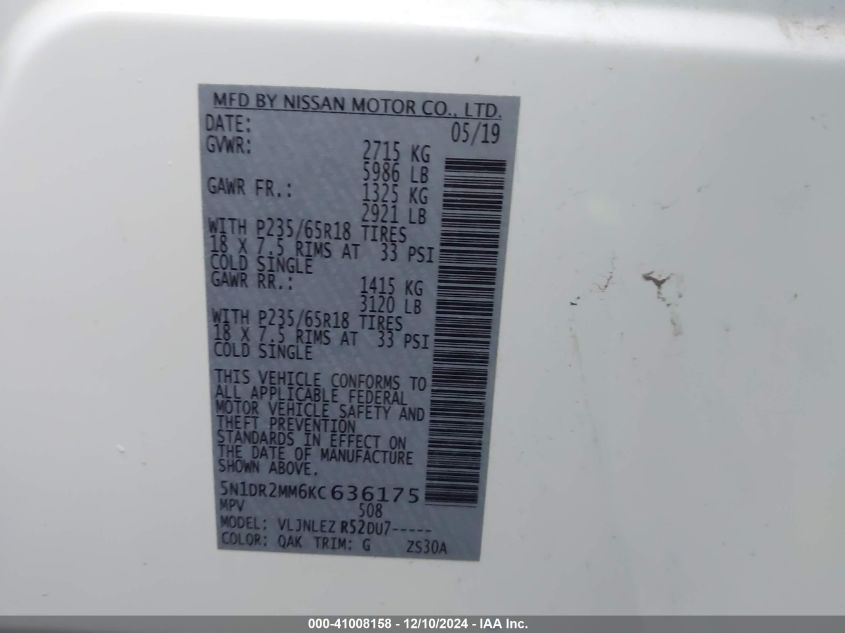 MFD BY NISSAN MOTOR CO., LTD.
DATE: 05/19
GVWR: 2715 KG
5986 LB
GAWR FR.: 1325 KG
2921 LB
WITH P235/65R18 TIRES
18 X 7.5 RIMS AT 33 PSI
COLD SINGLE
GAWR RR.: 1415 KG
3120 LB
WITH P235/65R18 TIRES
18 X 7.5 RIMS AT 33 PSI
COLD SINGLE
THIS VEHICLE CONFORMS TO
ALL APPLICABLE FEDERAL
MOTOR VEHICLE SAFETY AND
THEFT PREVENTION
STANDARDS IN EFFECT ON
THE DATE OF MANUFACTURE
SHOWN ABOVE.
5N1DR2MM6KC636175
MPV 508
MODEL: VLJNLEZ R52DU7-----
COLOR: QAK TRIM: G ZS30A
000-41008158 - 12/10/2024 - IAA Inc.